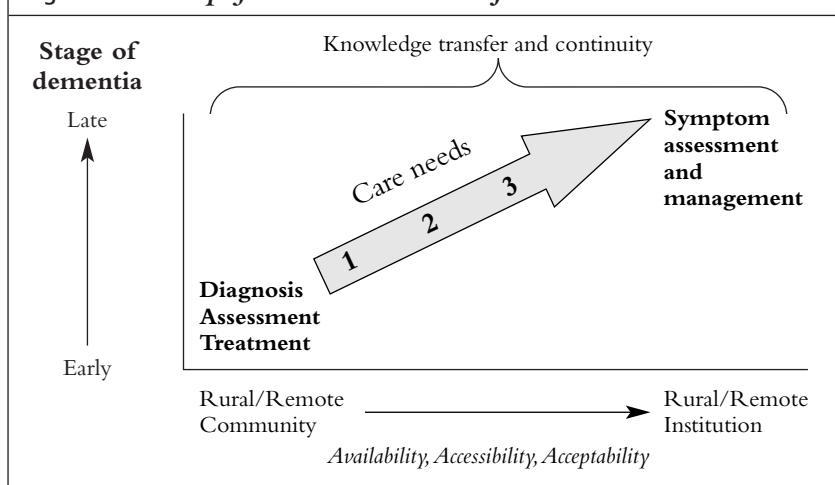 Knowledge transfer and continuity
Stage of
dementia
Late
Early
Care needs
1
2
3
Symptom
assessment
and
management
Diagnosis
Assessment
Treatment
Rural/Remote
Community
Rural/Remote
Institution
Availability, Accessibility, Acceptability